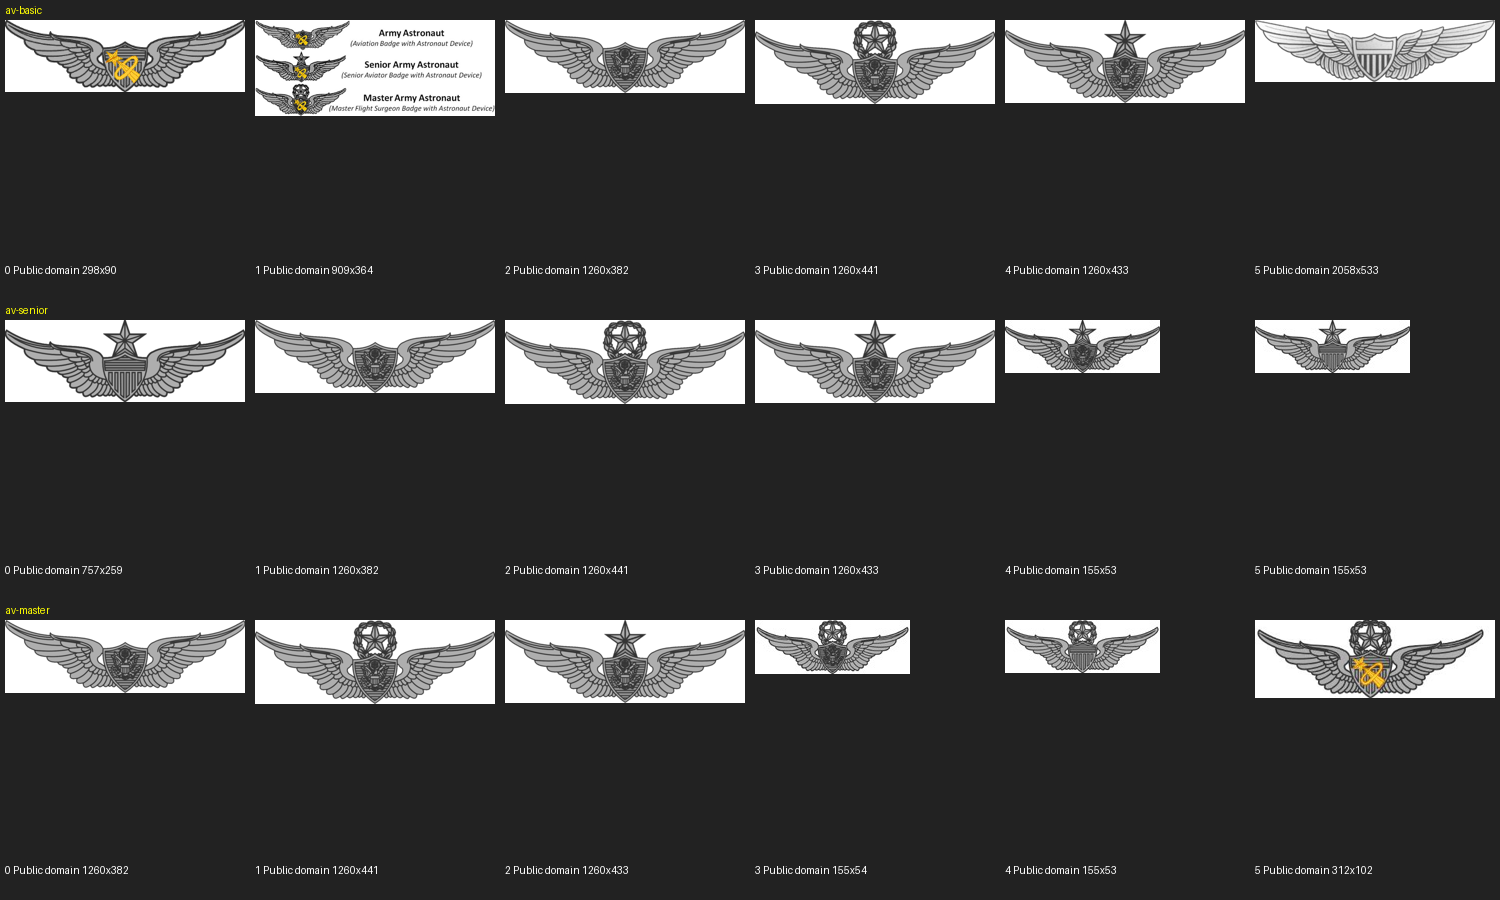 av-basic
Army Astronaut
(Aviation Badge with Astronaut Device)
Senior Army Astronaut
(Senior Aviator Badge with Astronaut Device)
Master Army Astronaut
(Master Flight Surgeon Badge with Astronaut Device)
0 Public domain 298x90
1 Public domain 909x364
2 Public domain 1260x382
3 Public domain 1260x441
4 Public domain 1260x433
5 Public domain 2058x533
av-senior
0 Public domain 757x259
1 Public domain 1260x382
2 Public domain 1260x441
3 Public domain 1260x433
4 Public domain 155x53
5 Public domain 155x53
av-master
0 Public domain 1260x382
1 Public domain 1260x441
2 Public domain 1260x433
3 Public domain 155x54
4 Public domain 155x53
5 Public domain 312x102